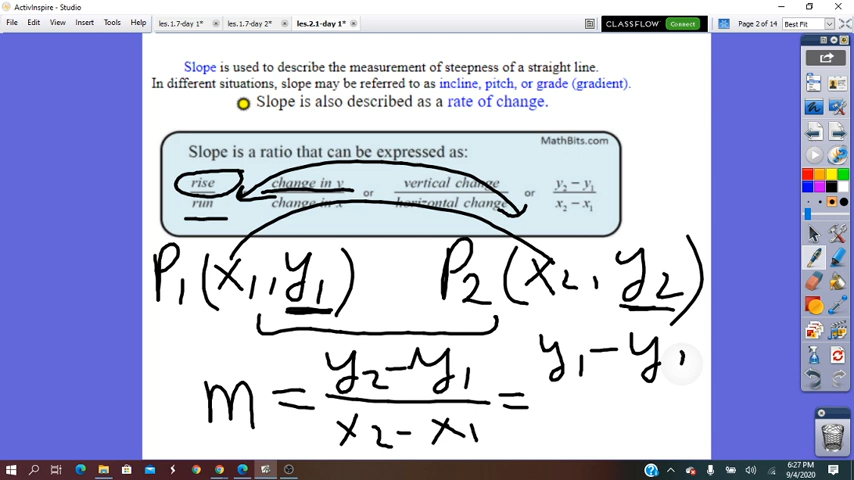 ActivInspire - Studio
les.1.7-day 1* les.1.7-day 2* les.2.1-day 1* CLASSFLOW Connect Now Page 2 of 14 Best Fit
File Edit View Insert Tools Help
Slope is used to describe the measurement of steepness of a straight line.
In different situations, slope may be referred to as incline, pitch, or grade (gradient).
Slope is also described as a rate of change.
MathBits.com
Slope is a ratio that can be expressed as:
rise/run change in y/change in x or vertical change/horizontal change or y₂ − y₁/x₂ − x₁
P₁(x₁, y₁) P₂(x₂, y₂)
m = y₂ − y₁/x₂ − x₁ = y₁ − y
6:27 PM
9/4/2020